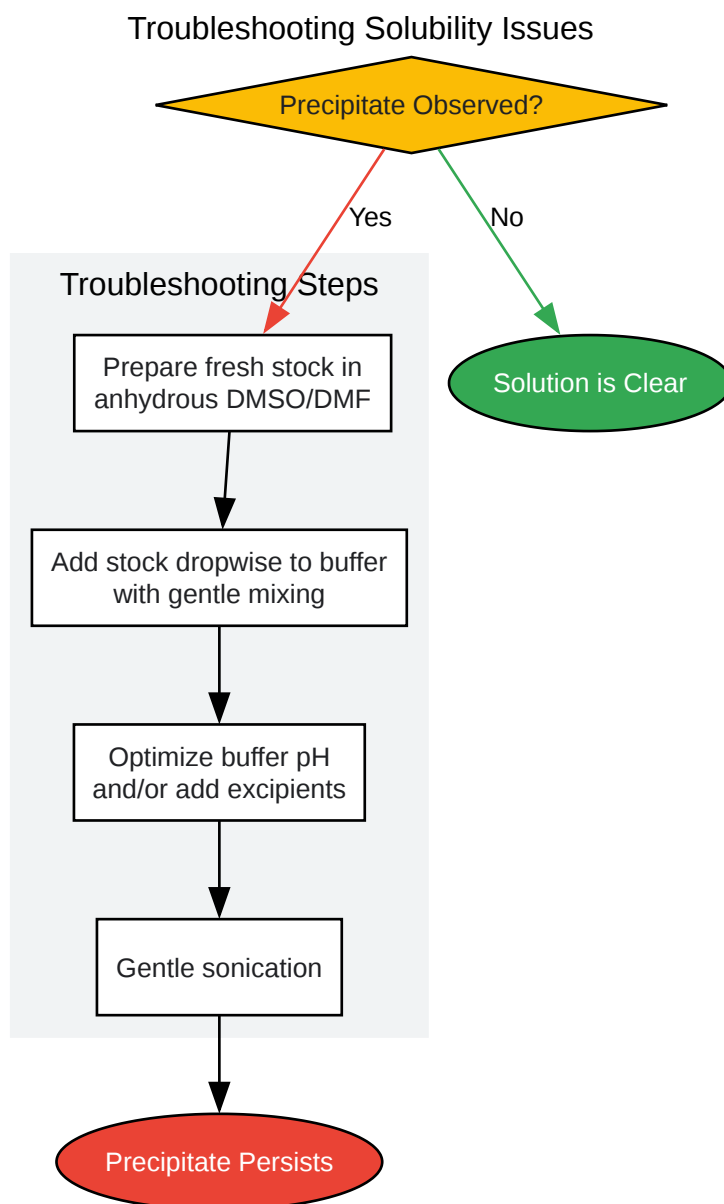 Troubleshooting Solubility Issues
Precipitate Observed?
Yes
No
Troubleshooting Steps
Prepare fresh stock in
anhydrous DMSO/DMF
Solution is Clear
Add stock dropwise to buffer
with gentle mixing
Optimize buffer pH
and/or add excipients
Gentle sonication
Precipitate Persists